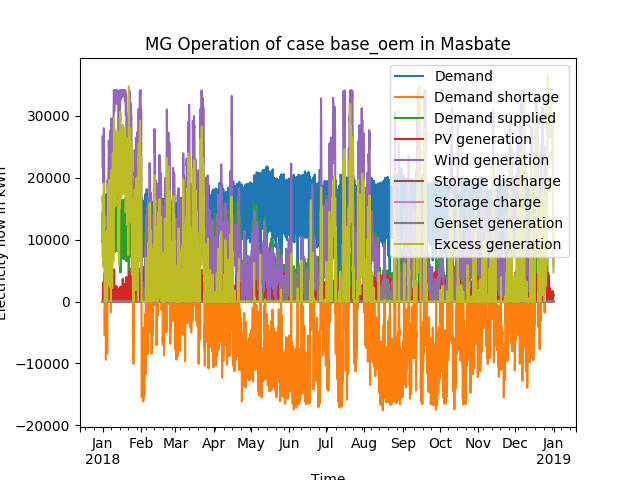 MG Operation of case base_oem in Masbate
Demand
Demand shortage
Demand supplied
PV generation
Wind generation
Storage discharge
Storage charge
Genset generation
Excess generation
Electricity flow in kWh
30000
20000
10000
0
−10000
−20000
Jan Feb Mar Apr May Jun Jul Aug Sep Oct Nov Dec Jan
2018 2019
Time